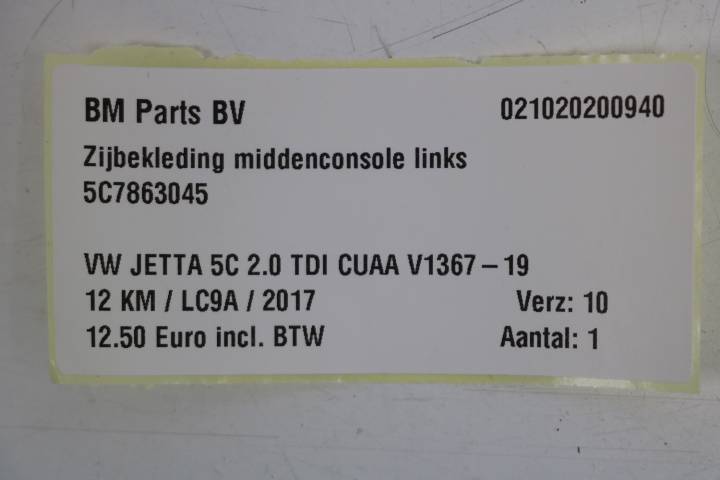 BM Parts BV 021020200940
Zijbekleding middenconsole links
5C7863045
VW JETTA 5C 2.0 TDI CUAA V1367-19
12 KM / LC9A / 2017 Verz: 10
12.50 Euro incl. BTW Aantal: 1